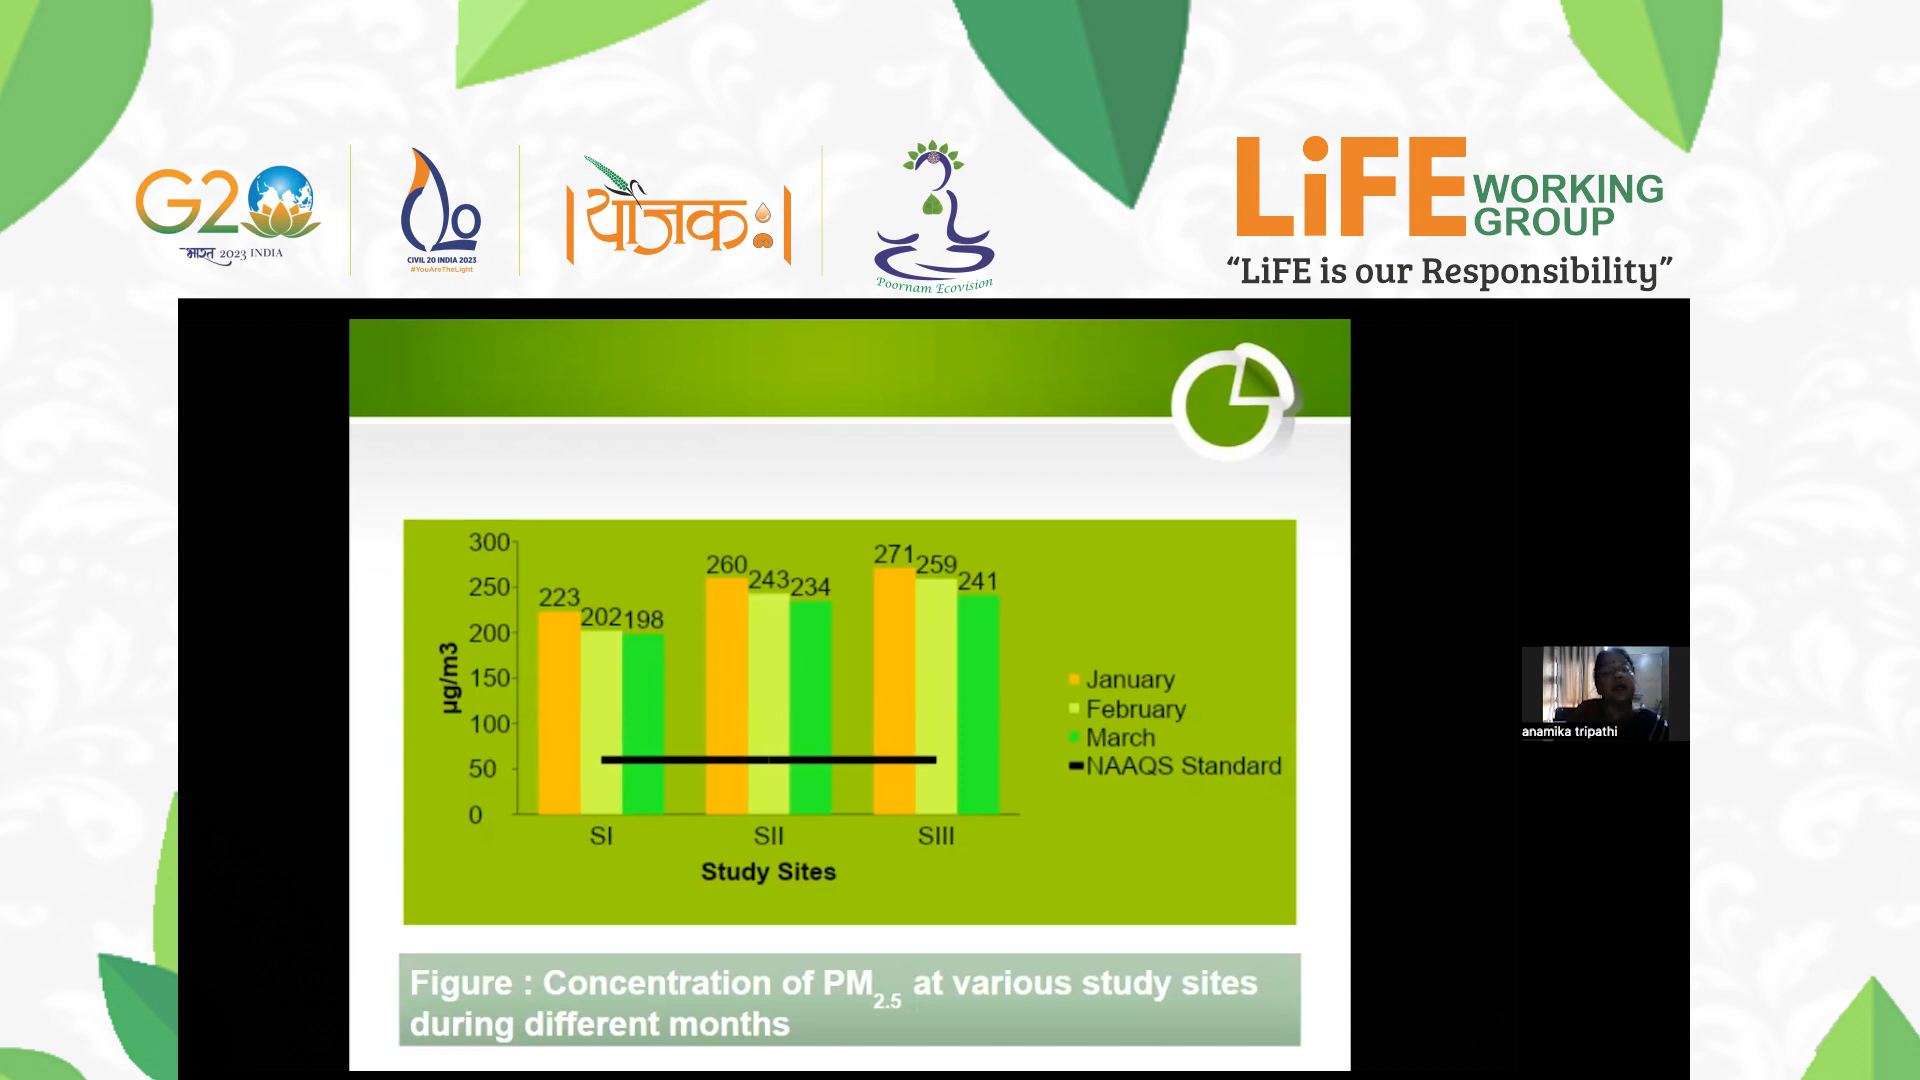 G20
भारत 2023 INDIA
CIVIL 20 INDIA 2023
#YouAreTheLight
।योजकः।
Poornam Ecovision
LiFE WORKING
GROUP
“LiFE is our Responsibility”
300
250
200
150
100
50
0
µg/m3
223
202
198
260
243
234
271
259
241
SI
SII
SIII
Study Sites
January
February
March
NAAQS Standard
anamika tripathi
Figure : Concentration of PM2.5 at various study sites
during different months